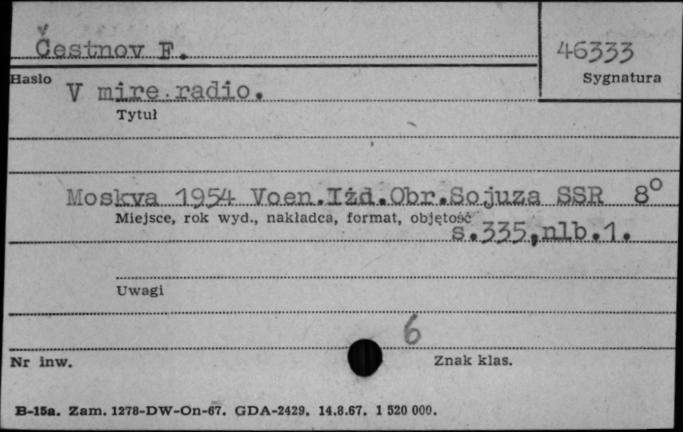 Čestnov F.
46333
Hasło
Sygnatura
V mire radio.
Tytuł
Moskva 1954 Voen.Iżd.Obr.Sojuza SSR 8°
Miejsce, rok wyd., nakładca, format, objętość
s.335,nlb.1.
Uwagi
6
Nr inw.
Znak klas.
B-15a. Zam. 1278-DW-On-67. GDA-2429. 14.8.67. 1 520 000.